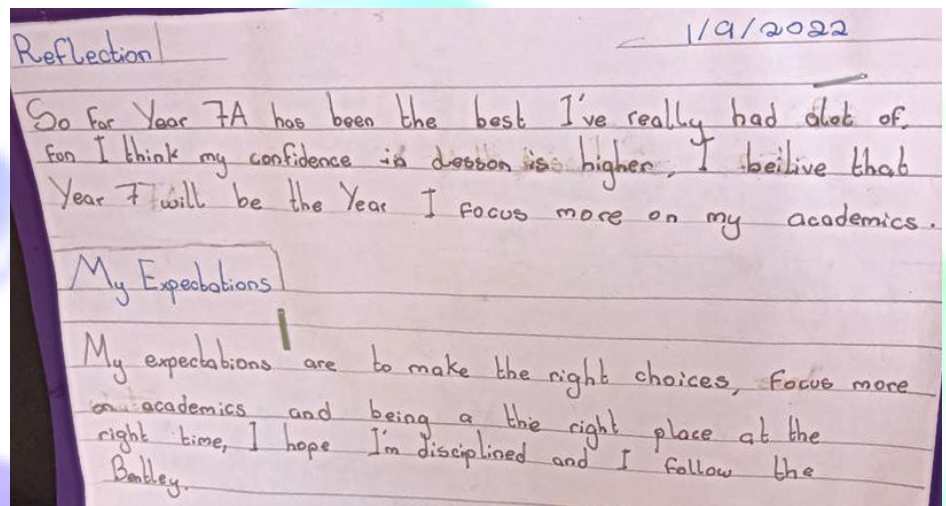 1/9/2022
Reflection
So far Year 7A has been the best I've really had alot of
fun I think my confidence in lesson is higher, I beilive that
Year 7 will be the Year I focus more on my academics.
My Expectations
My expectations are to make the right choices, focus more
on academics and being a the right place at the
right time, I hope I'm disciplined and I follow the
Bentley.